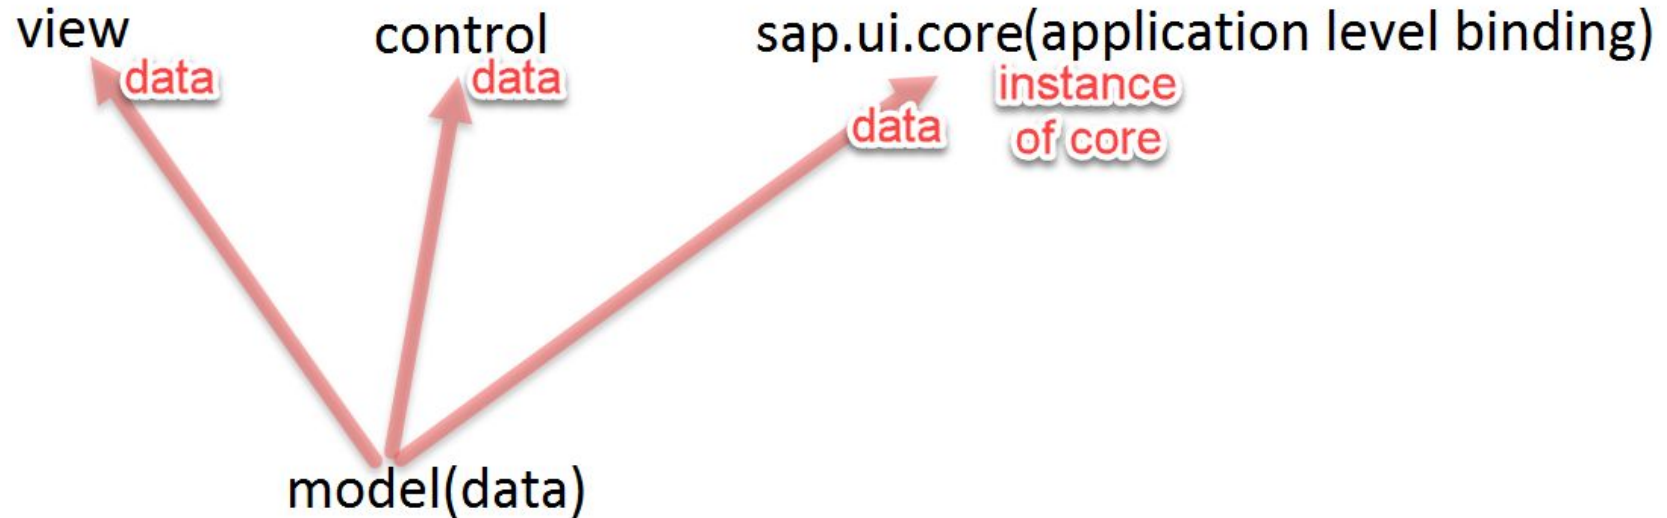 view
control
sap.ui.core(application level binding)
data
data
instance
of core
data
model(data)